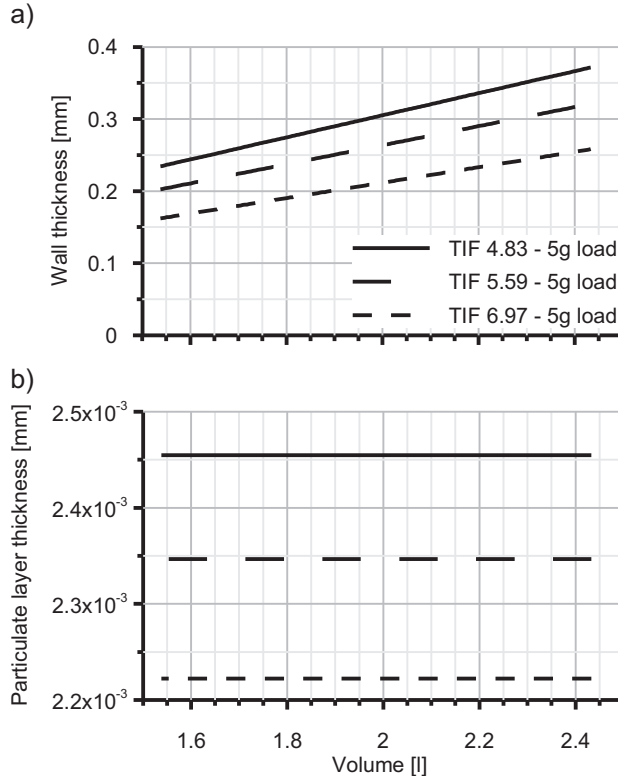 a)
Wall thickness [mm]
0.4
0.3
0.2
0.1
0
TIF 4.83 - 5g load
TIF 5.59 - 5g load
TIF 6.97 - 5g load
b)
Particulate layer thickness [mm]
2.5x10-3
2.4x10-3
2.3x10-3
2.2x10-3
1.6 1.8 2 2.2 2.4
Volume [l]